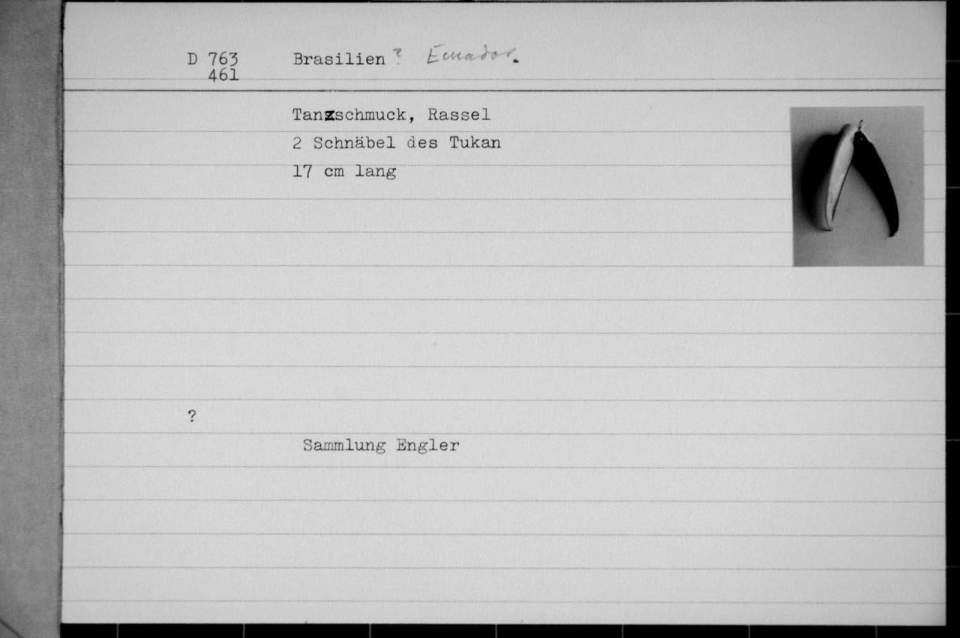 D 763 Brasilien ? Ecuador.
461
Tanzschmuck, Rassel
2 Schnäbel des Tukan
17 cm lang
?
Sammlung Engler